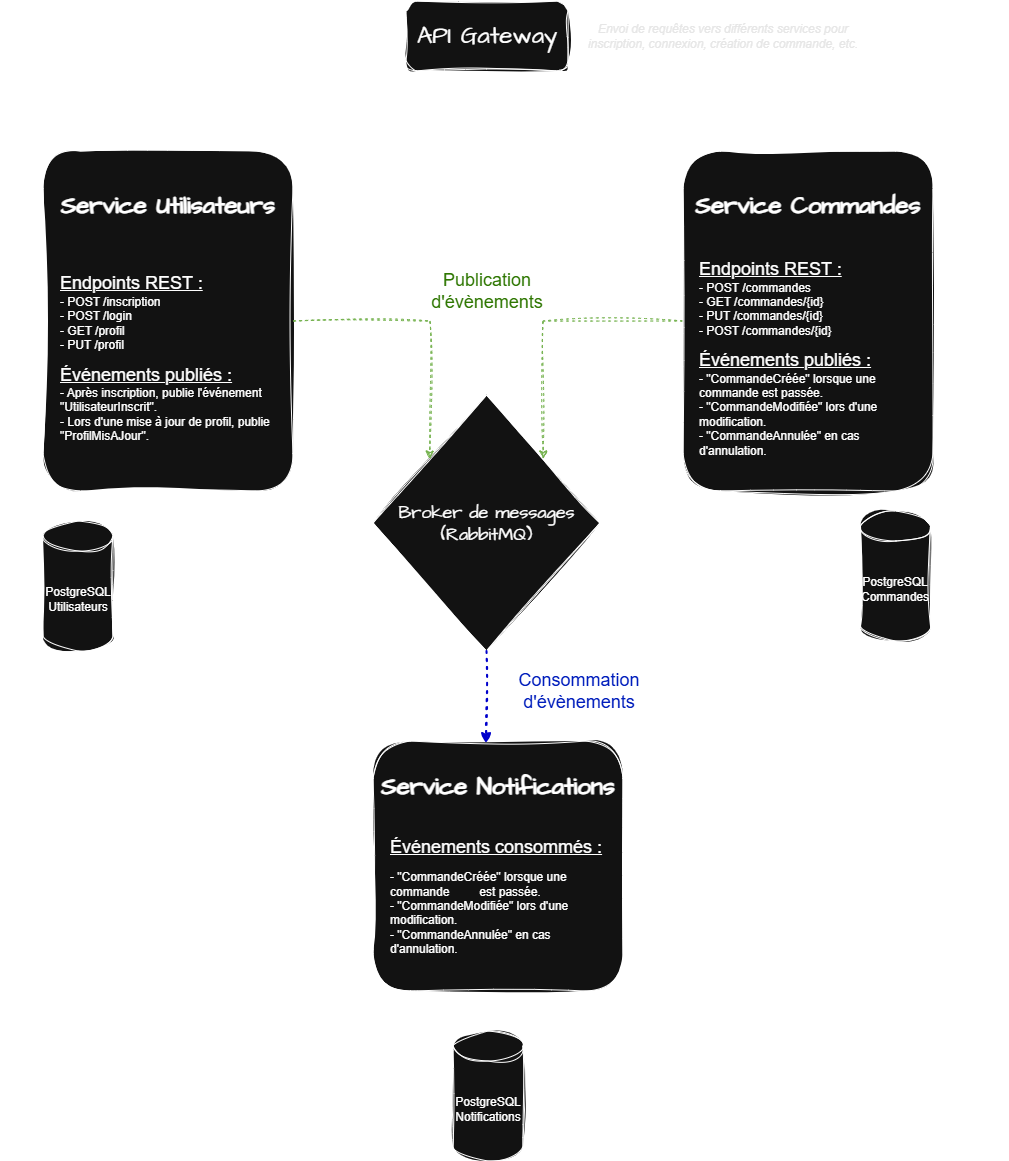 API Gateway
Envoi de requêtes vers différents services pour
inscription, connexion, création de commande, etc.
Service Utilisateurs
Endpoints REST :
- POST /inscription
- POST /login
- GET /profil
- PUT /profil
Événements publiés :
- Après inscription, publie l'événement
"UtilisateurInscrit".
- Lors d'une mise à jour de profil, publie
"ProfilMisAJour".
Publication
d'évènements
Service Commandes
Endpoints REST :
- POST /commandes
- GET /commandes/{id}
- PUT /commandes/{id}
- POST /commandes/{id}
Événements publiés :
- "CommandeCréée" lorsque une
commande est passée.
- "CommandeModifiée" lors d'une
modification.
- "CommandeAnnulée" en cas
d'annulation.
Broker de messages
(RabbitMQ)
PostgreSQL
Utilisateurs
PostgreSQL
Commandes
Consommation
d'évènements
Service Notifications
Événements consommés :
- "CommandeCréée" lorsque une
commande est passée.
- "CommandeModifiée" lors d'une
modification.
- "CommandeAnnulée" en cas
d'annulation.
PostgreSQL
Notifications